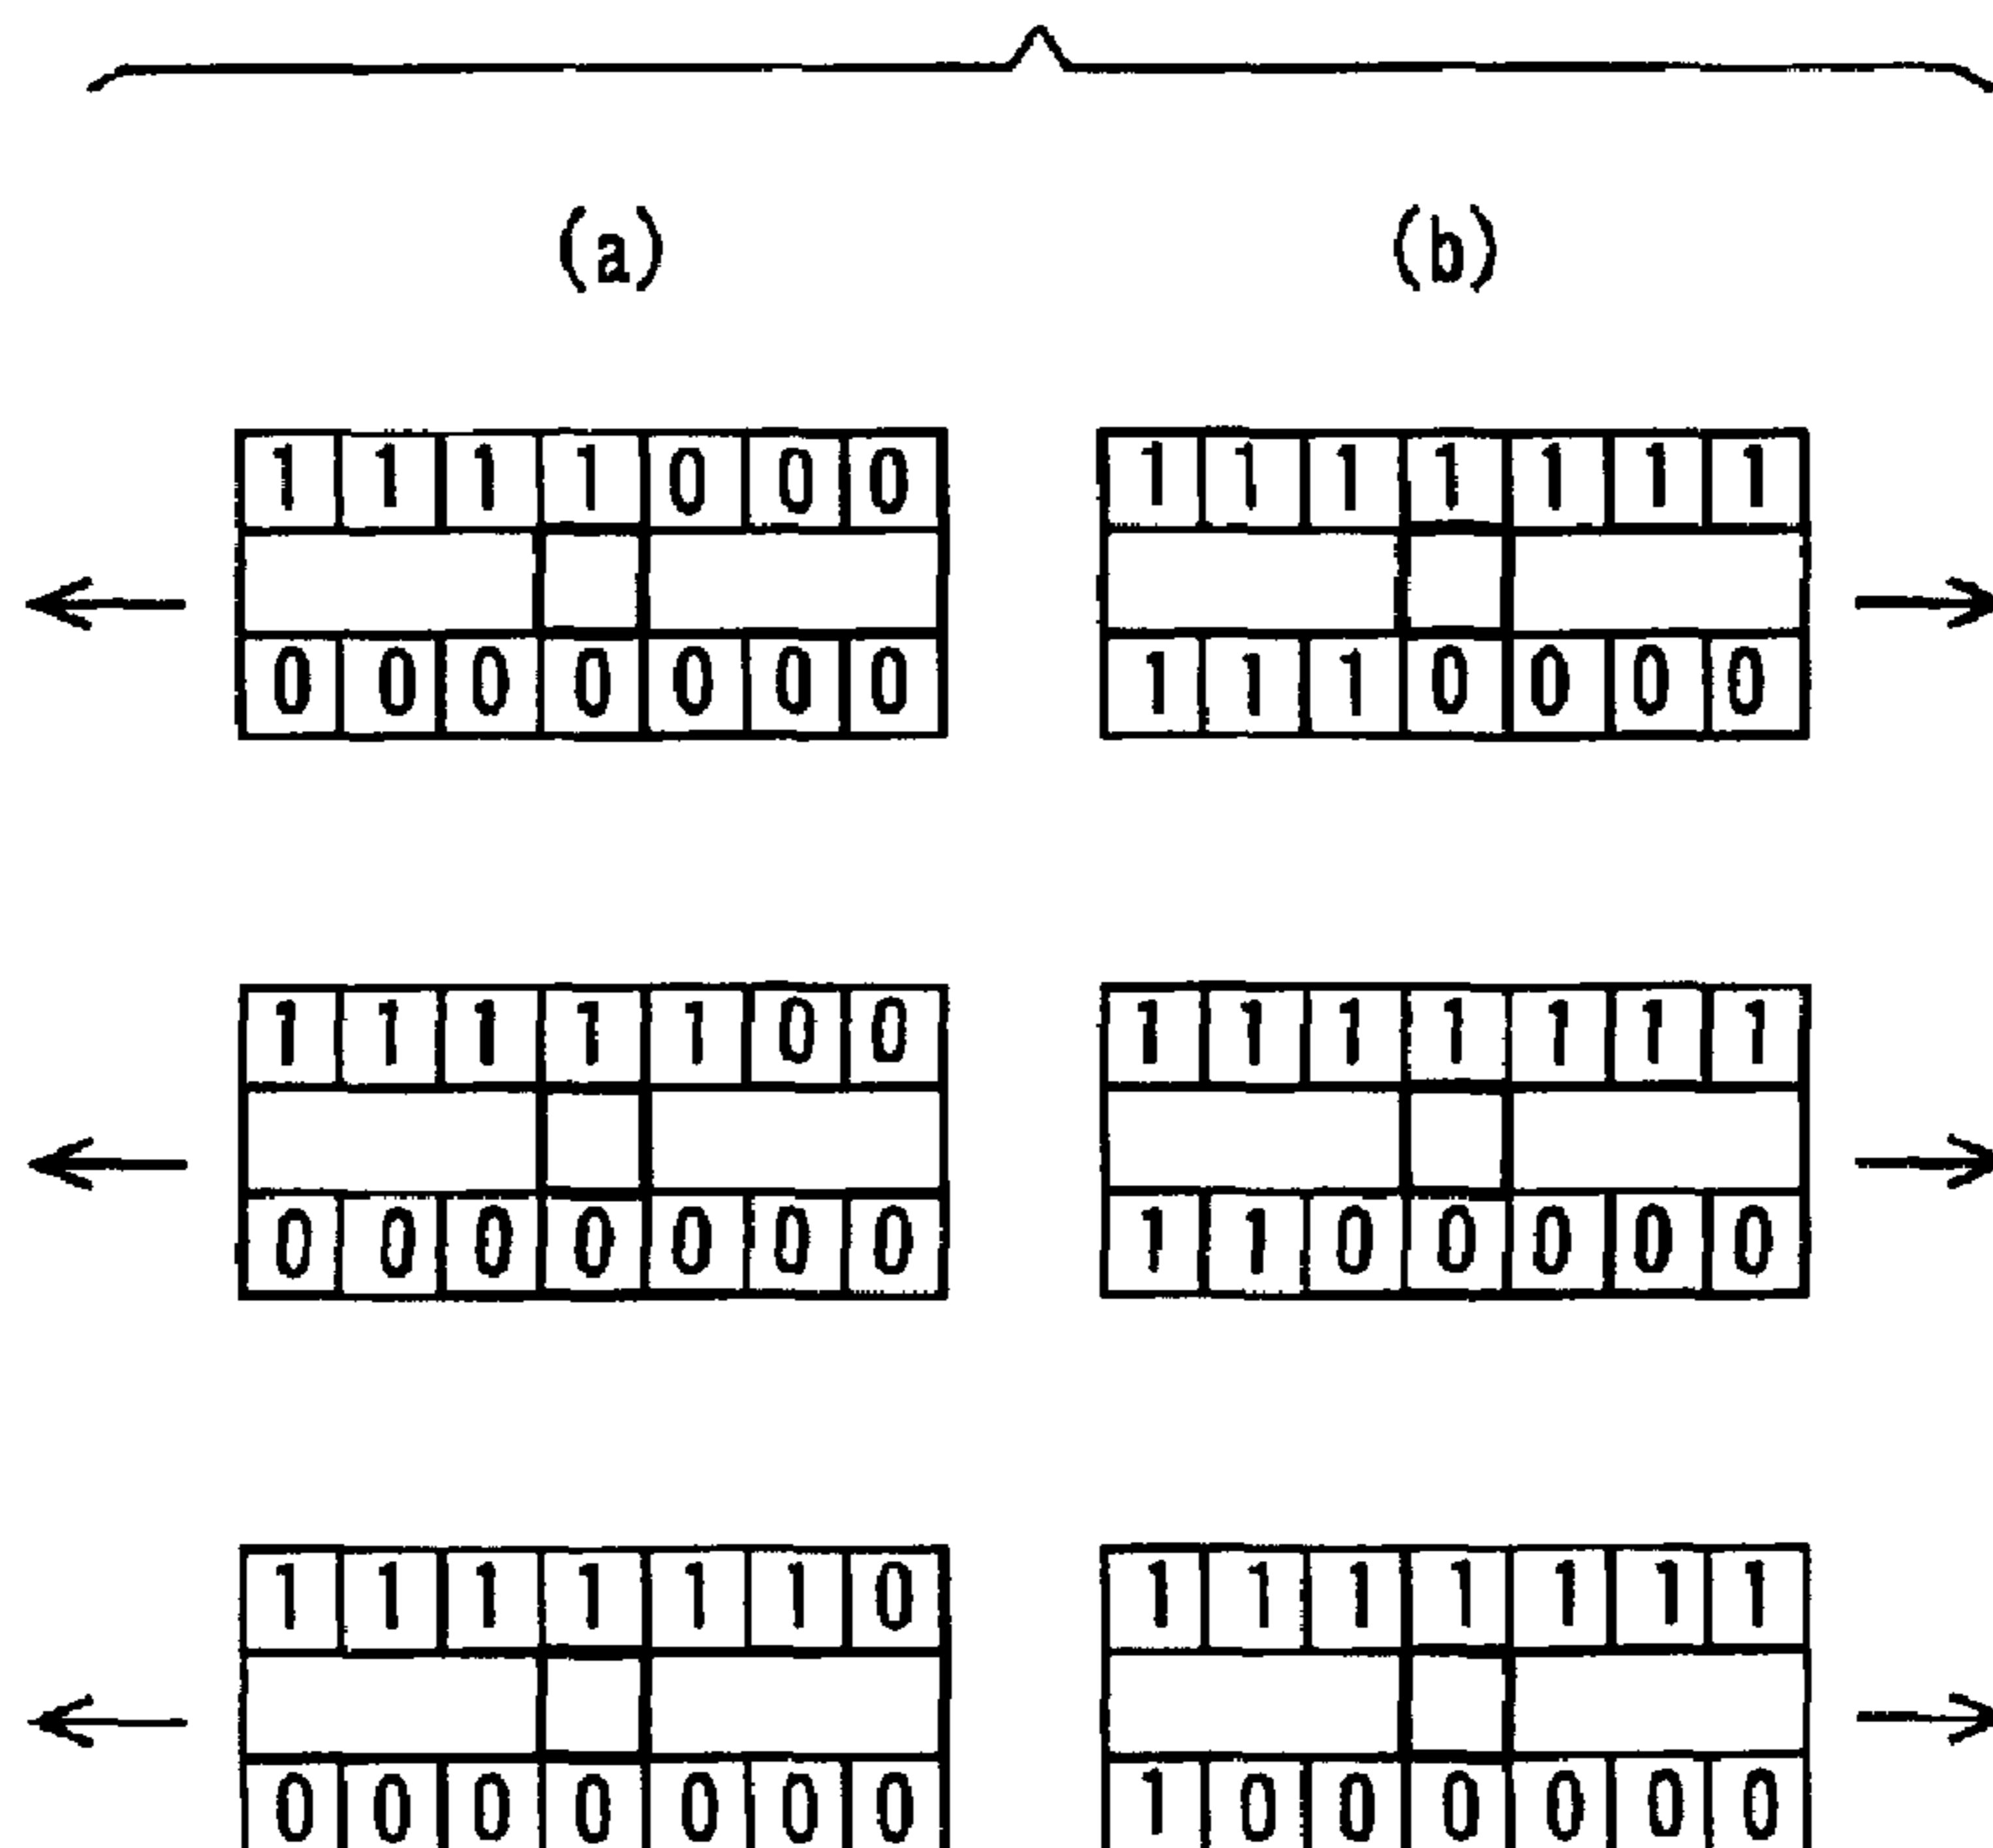 (a) (b)
1 1 1 1 0 0 0 1 1 1 1 1 1 1
0 0 0 0 0 0 0 1 1 1 0 0 0 0
1 1 1 1 1 0 0 1 1 1 1 1 1 1
0 0 0 0 0 0 0 1 1 0 0 0 0 0
1 1 1 1 1 1 0 1 1 1 1 1 1 1
0 0 0 0 0 0 0 1 0 0 0 0 0 0